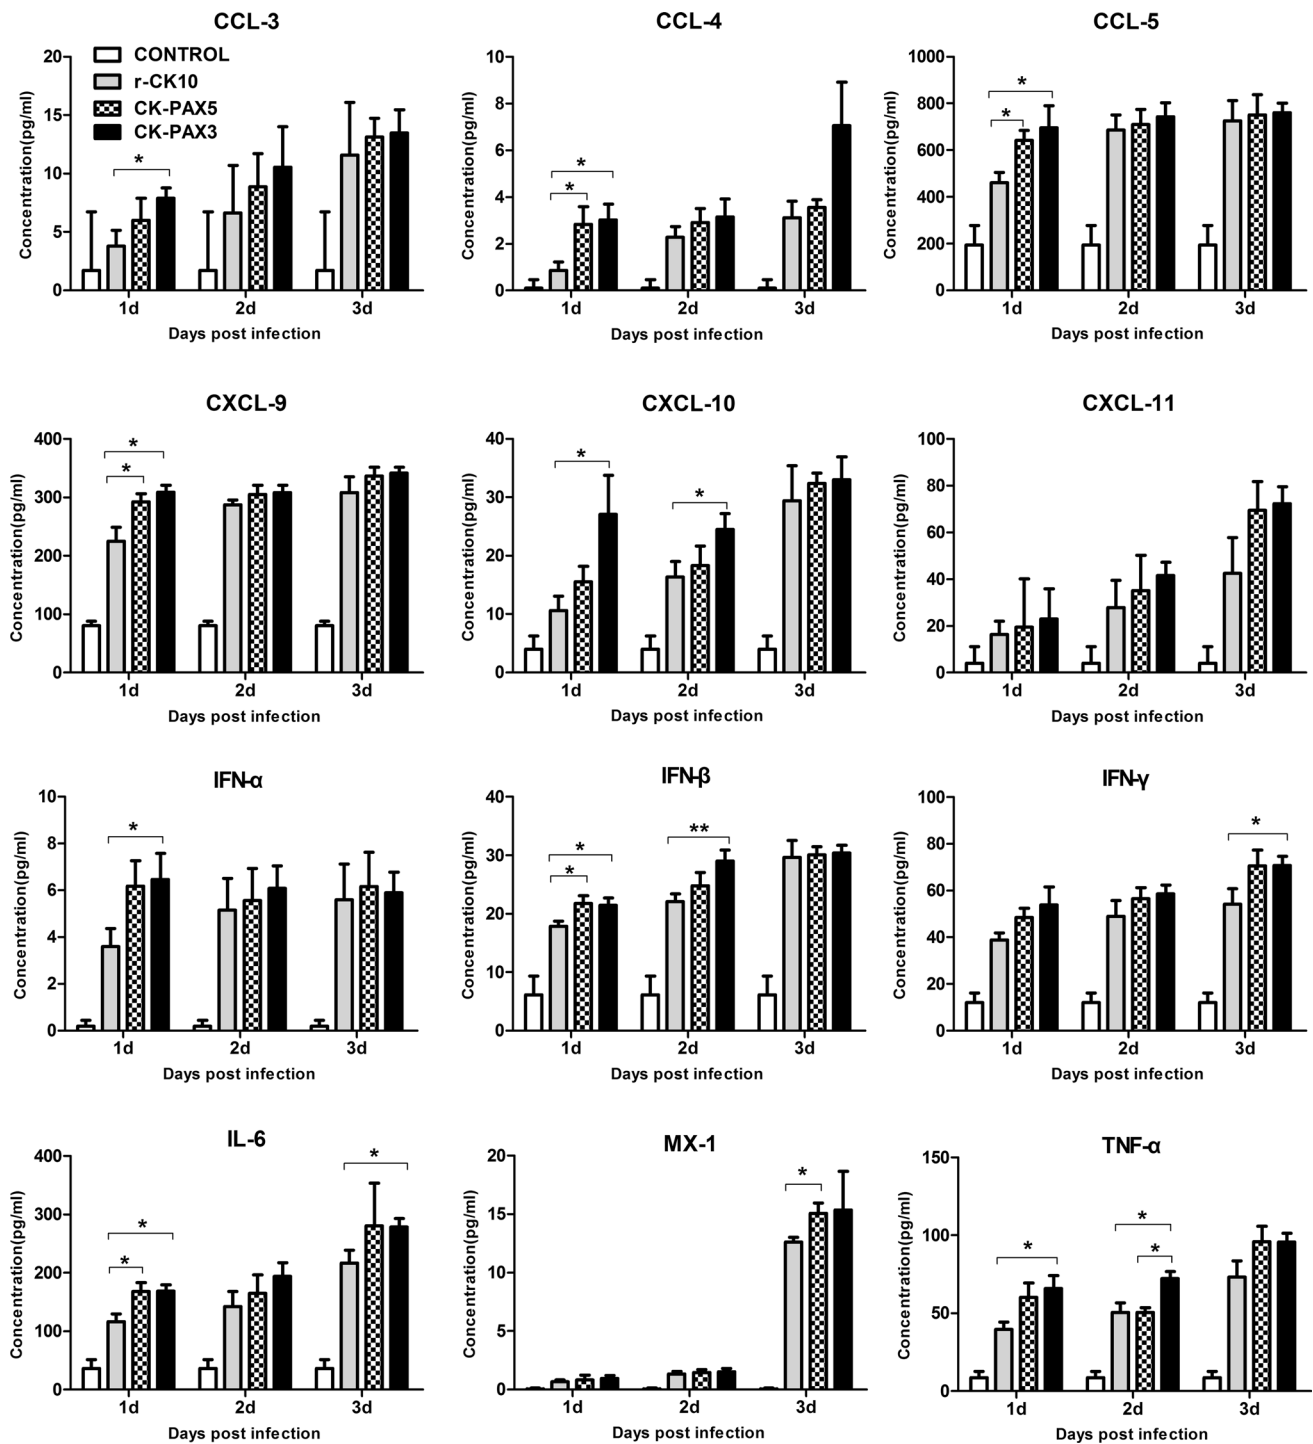 CCL-3
CCL-4
CCL-5
CONTROL
r-CK10
CK-PAX5
CK-PAX3
Concentration(pg/ml)
20
15
10
5
0
*
1d 2d 3d
Days post infection
Concentration(pg/ml)
10
8
6
4
2
0
*
*
1d 2d 3d
Days post infection
Concentration(pg/ml)
1000
800
600
400
200
0
*
*
1d 2d 3d
Days post infection
CXCL-9
CXCL-10
CXCL-11
Concentration(pg/ml)
400
300
200
100
0
*
*
1d 2d 3d
Days post infection
Concentration(pg/ml)
40
30
20
10
0
*
*
1d 2d 3d
Days post infection
Concentration(pg/ml)
100
80
60
40
20
0
1d 2d 3d
Days post infection
IFN-α
IFN-β
IFN-γ
Concentration(pg/ml)
10
8
6
4
2
0
*
1d 2d 3d
Days post infection
Concentration(pg/ml)
40
30
20
10
0
*
*
**
1d 2d 3d
Days post infection
Concentration(pg/ml)
100
80
60
40
20
0
*
1d 2d 3d
Days post infection
IL-6
MX-1
TNF-α
Concentration(pg/ml)
400
300
200
100
0
*
*
*
1d 2d 3d
Days post infection
Concentration(pg/ml)
20
15
10
5
0
*
1d 2d 3d
Days post infection
Concentration(pg/ml)
150
100
50
0
*
*
*
1d 2d 3d
Days post infection